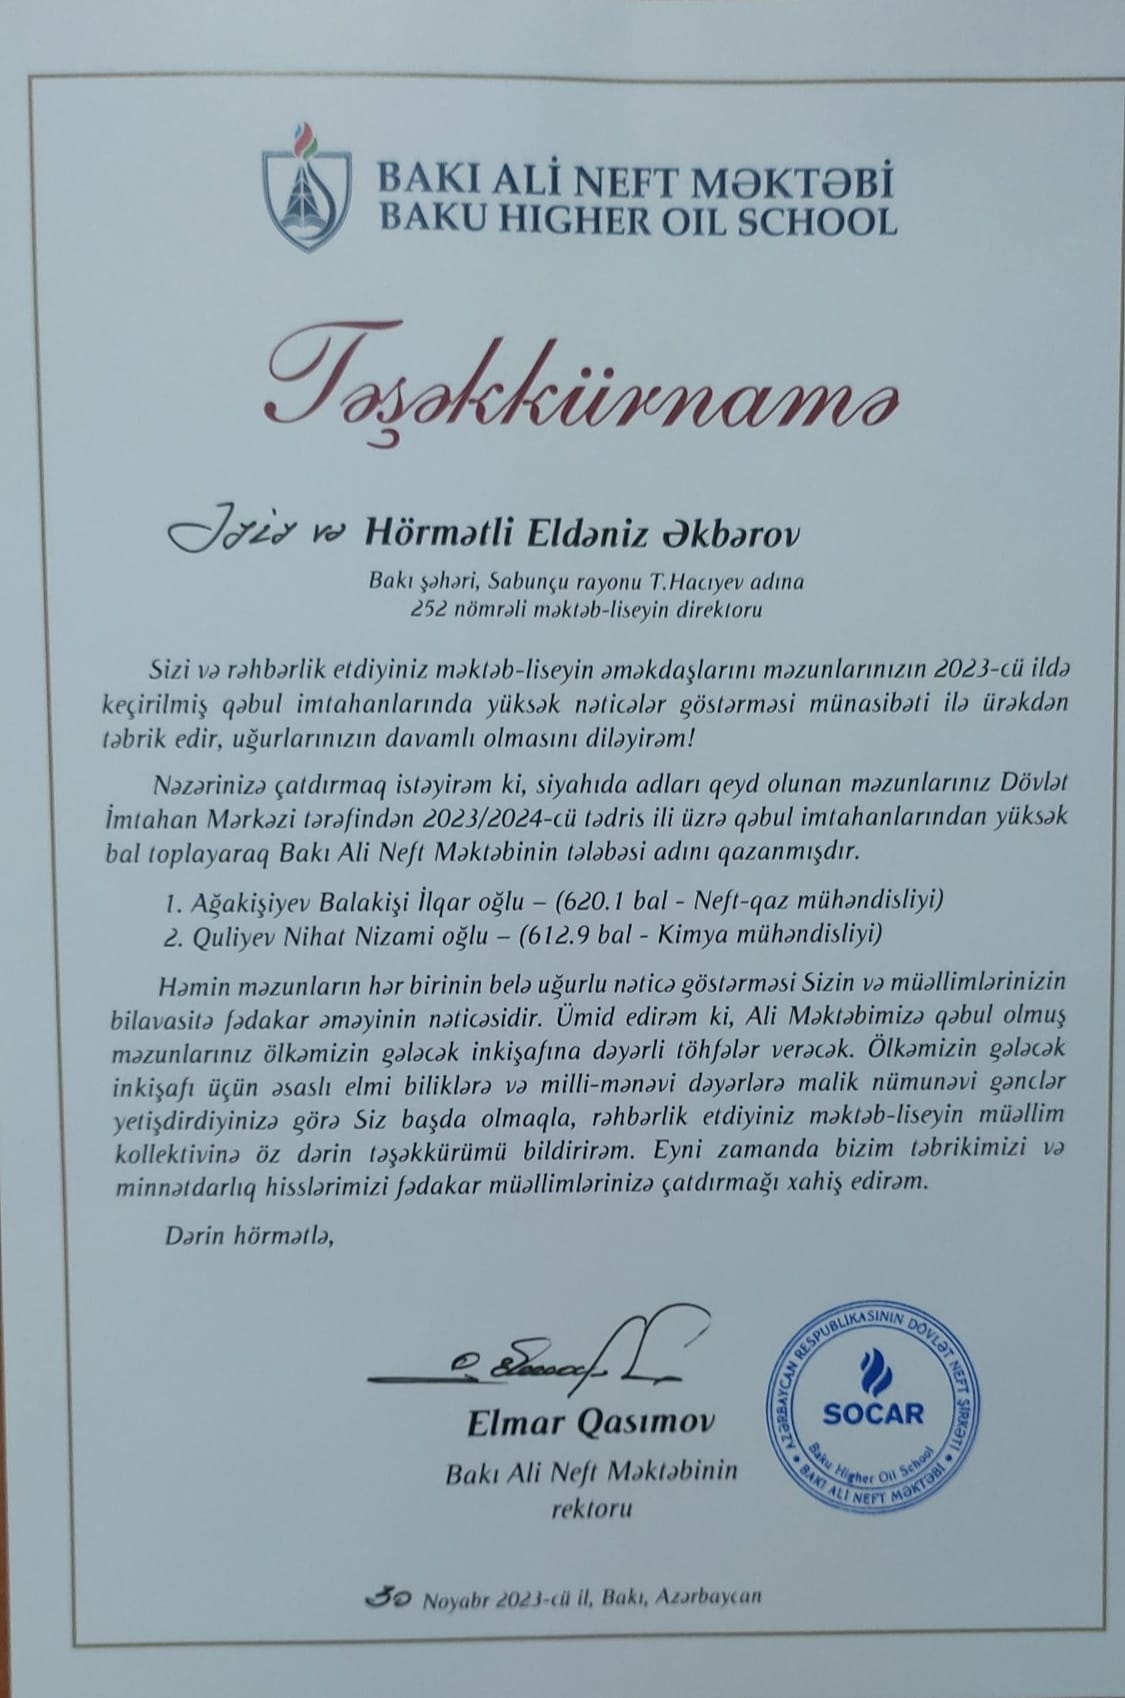 BAKI ALİ NEFT MƏKTƏBİ
BAKU HIGHER OIL SCHOOL
Təşəkkürnamə
Əziz və Hörmətli Eldəniz Əkbərov
Bakı şəhəri, Sabunçu rayonu T.Hacıyev adına
252 nömrəli məktəb-liseyin direktoru
Sizi və rəhbərlik etdiyiniz məktəb-liseyin əməkdaşlarını məzunlarınızın 2023-cü ildə
keçirilmiş qəbul imtahanlarında yüksək nəticələr göstərməsi münasibəti ilə ürəkdən
təbrik edir, uğurlarınızın davamlı olmasını diləyirəm!
Nəzərinizə çatdırmaq istəyirəm ki, siyahıda adları qeyd olunan məzunlarınız Dövlət
İmtahan Mərkəzi tərəfindən 2023/2024-cü tədris ili üzrə qəbul imtahanlarından yüksək
bal toplayaraq Bakı Ali Neft Məktəbinin tələbəsi adını qazanmışdır.
1. Ağakişiyev Balakişi İlqar oğlu – (620.1 bal - Neft-qaz mühəndisliyi)
2. Quliyev Nihat Nizami oğlu – (612.9 bal - Kimya mühəndisliyi)
Həmin məzunların hər birinin belə uğurlu nəticə göstərməsi Sizin və müəllimlərinizin
bilavasitə fədakar əməyinin nəticəsidir. Ümid edirəm ki, Ali Məktəbimizə qəbul olmuş
məzunlarınız ölkəmizin gələcək inkişafına dəyərli töhfələr verəcək. Ölkəmizin gələcək
inkişafı üçün əsaslı elmi biliklərə və milli-mənəvi dəyərlərə malik nümunəvi gənclər
yetişdirdiyinizə görə Siz başda olmaqla, rəhbərlik etdiyiniz məktəb-liseyin müəllim
kollektivinə öz dərin təşəkkürümü bildirirəm. Eyni zamanda bizim təbrikimizi və
minnətdarlıq hisslərimizi fədakar müəllimlərinizə çatdırmağı xahiş edirəm.
Dərin hörmətlə,
Elmar Qasımov
Bakı Ali Neft Məktəbinin
rektoru
AZƏRBAYCAN RESPUBLİKASININ DÖVLƏT NEFT ŞİRKƏTİ
SOCAR
Baku Higher Oil School
BAKI ALİ NEFT MƏKTƏBİ
30 Noyabr 2023-cü il, Bakı, Azərbaycan